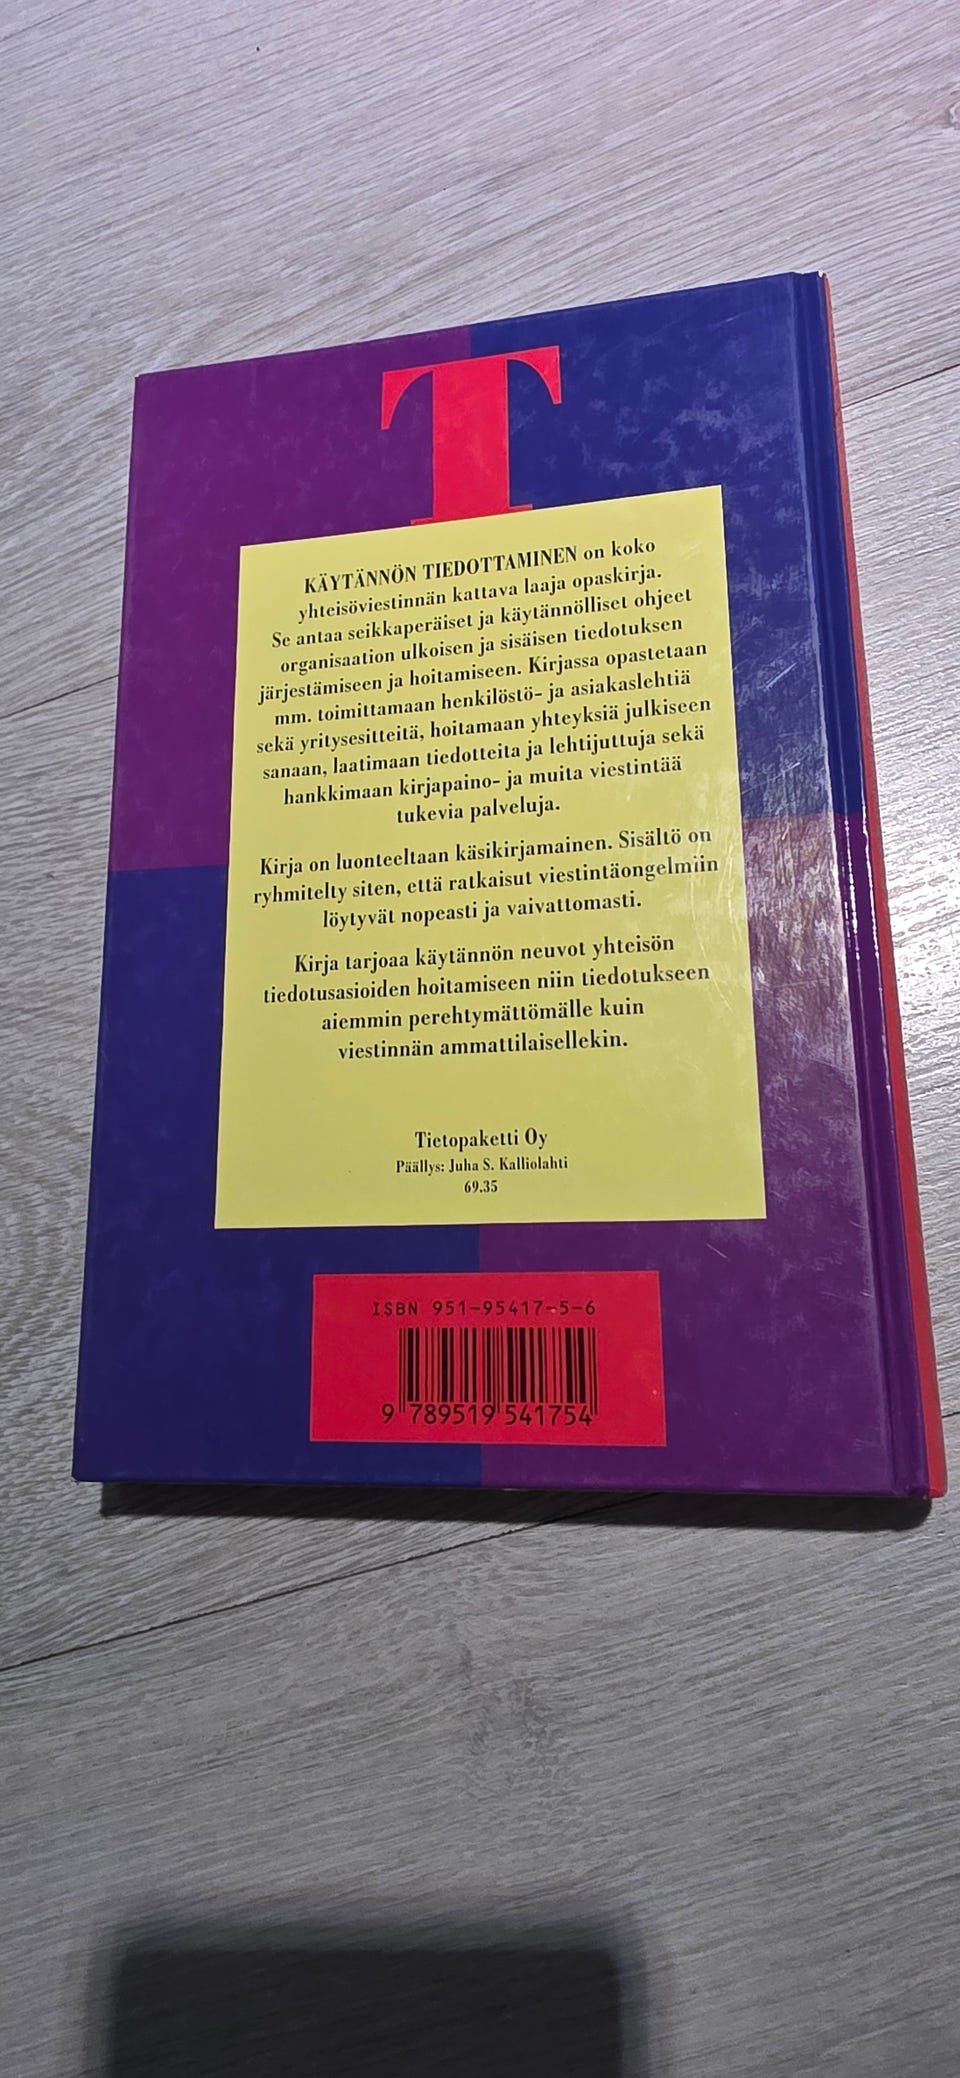 T
KÄYTÄNNÖN TIEDOTTAMINEN on koko
yhteisöviestinnän kattava laaja opaskirja.
Se antaa seikkaperäiset ja käytännölliset ohjeet
organisaation ulkoisen ja sisäisen tiedotuksen
järjestämiseen ja hoitamiseen. Kirjassa opastetaan
mm. toimittamaan henkilöstö- ja asiakaslehtiä
sekä yritysesitteitä, hoitamaan yhteyksiä julkiseen
sanaan, laatimaan tiedotteita ja lehtijuttuja sekä
hankkimaan kirjapaino- ja muita viestintää
tukevia palveluja.
Kirja on luonteeltaan käsikirjamainen. Sisältö on
ryhmitelty siten, että ratkaisut viestintäongelmiin
löytyvät nopeasti ja vaivattomasti.
Kirja tarjoaa käytännön neuvot yhteisön
tiedotusasioiden hoitamiseen niin tiedotukseen
aiemmin perehtymättömälle kuin
viestinnän ammattilaisellekin.
Tietopaketti Oy
Päällys: Juha S. Kalliolahti
69.35
ISBN 951-95417-5-6
9 789519 541754